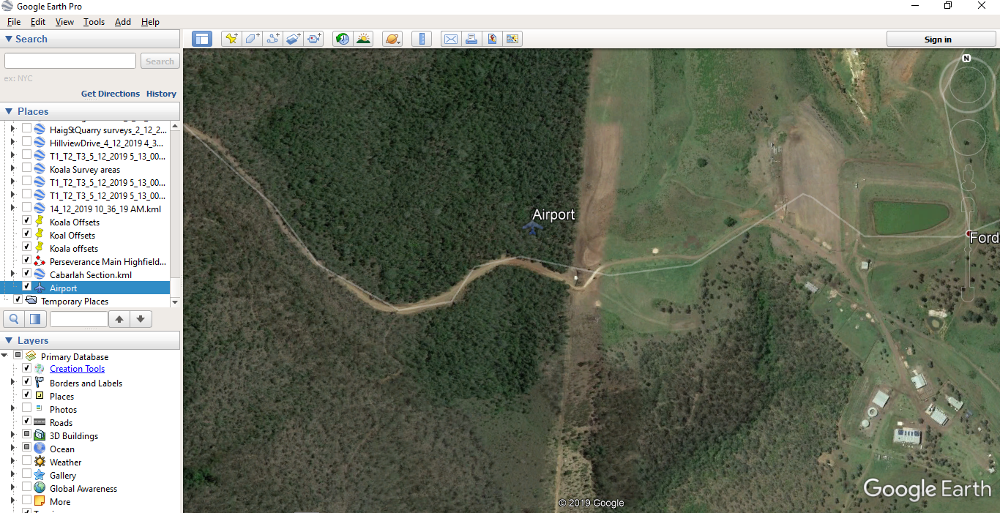 Google Earth Pro
File Edit View Tools Add Help
Search
Sign in
Search
ex: NYC
Get Directions History
Places
HaigStQuarry surveys_2_12_2...
HillviewDrive_4_12_2019 4_3...
T1_T2_T3_5_12_2019 5_13_00...
Koala Survey areas
T1_T2_T3_5_12_2019 5_13_00...
T1_T2_T3_5_12_2019 5_13_00...
14_12_2019 10_36_19 AM.kml
Koala Offsets
Koal Offsets
Koala offsets
Perseverance Main Highfield...
Cabarlah Section.kml
Airport
Temporary Places
Layers
Primary Database
Creation Tools
Borders and Labels
Places
Photos
Roads
3D Buildings
Ocean
Weather
Gallery
Global Awareness
More
N
Airport
Ford
Google Earth
© 2019 Google